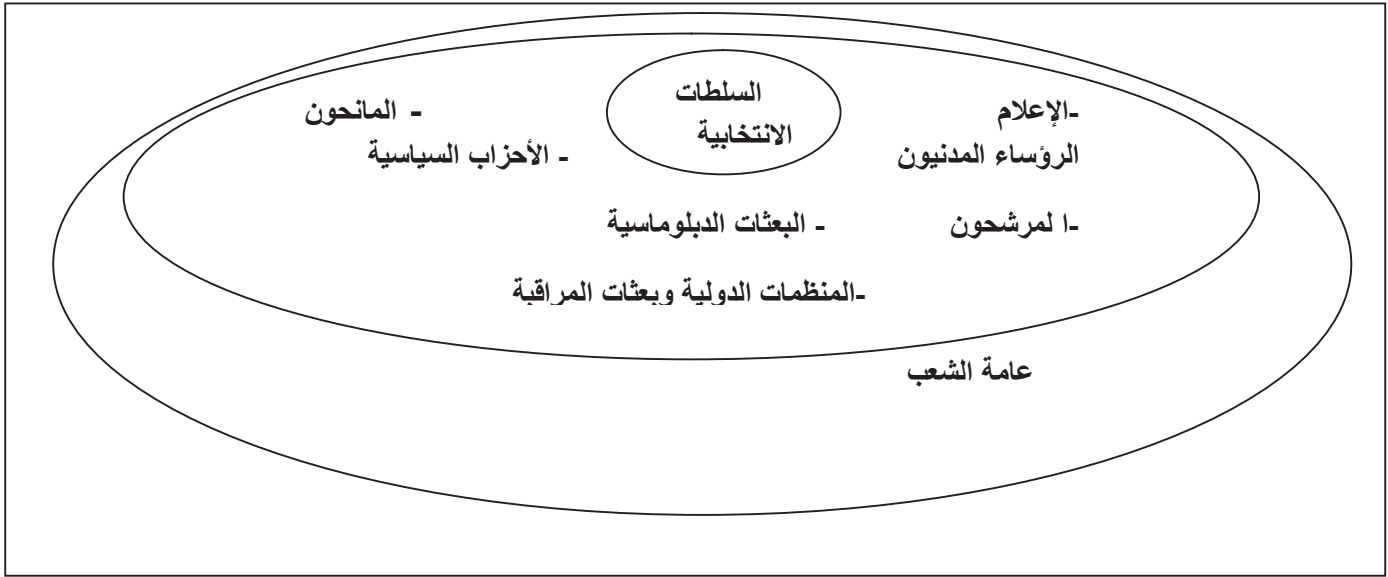 السلطات
الانتخابية
-الإعلام
- المانحون
الرؤساء المدنيون
- الأحزاب السياسية
-ا لمرشحون
- البعثات الدبلوماسية
-المنظمات الدولية وبعثات المراقبة
عامة الشعب